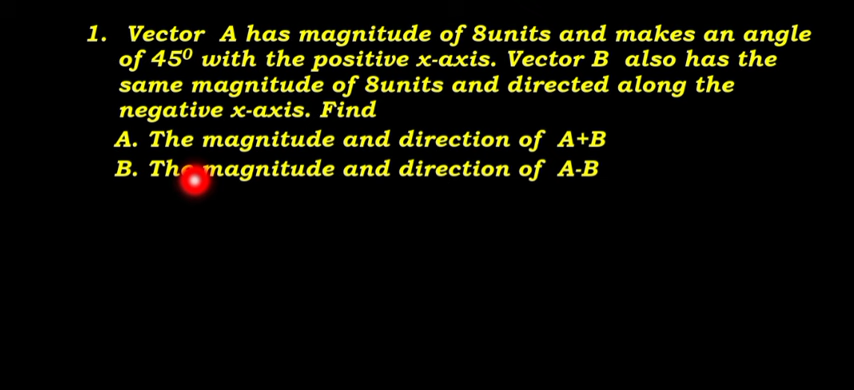 1. Vector A has magnitude of 8units and makes an angle
of 45⁰ with the positive x-axis. Vector B also has the
same magnitude of 8units and directed along the
negative x-axis. Find
A. The magnitude and direction of A+B
B. The magnitude and direction of A-B